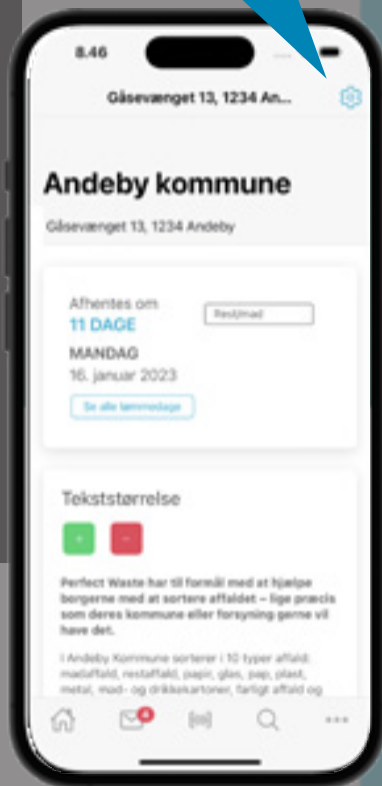 8.46
Gåsevænget 13, 1234 An...
Andeby kommune
Gåsevænget 13, 1234 Andeby
Afhentes om
11 DAGE
Rest/mad
MANDAG
16. januar 2023
Se alle tømmedage
Tekststørrelse
+
-
Perfect Waste har til formål med at hjælpe
borgerne med at sortere affaldet – lige præcis
som deres kommune eller forsyning gerne vil
have det.
I Andeby Kommune sorterer i 10 typer affald:
madaffald, restaffald, papir, glas, pap, plast,
metal, mad- og drikkekartoner, farligt affald og
4